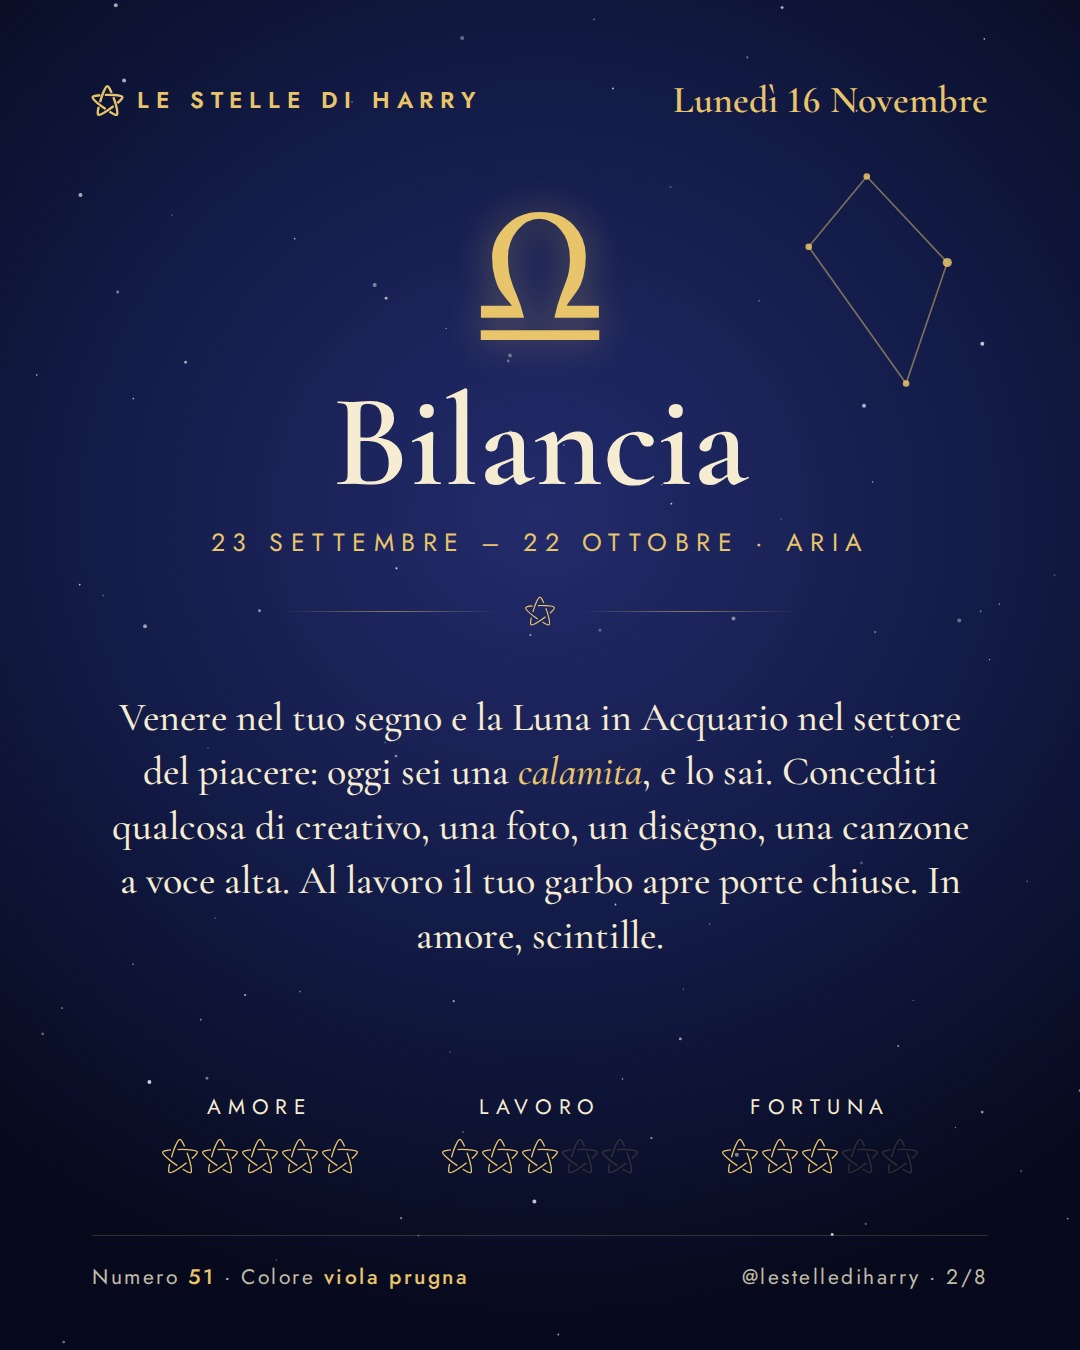 LE STELLE DI HARRY
Lunedì 16 Novembre
♎
Bilancia
23 SETTEMBRE – 22 OTTOBRE · ARIA
Venere nel tuo segno e la Luna in Acquario nel settore
del piacere: oggi sei una calamita, e lo sai. Concediti
qualcosa di creativo, una foto, un disegno, una canzone
a voce alta. Al lavoro il tuo garbo apre porte chiuse. In
amore, scintille.
AMORE
LAVORO
FORTUNA
Numero 51 · Colore viola prugna
@lestellediharry · 2/8